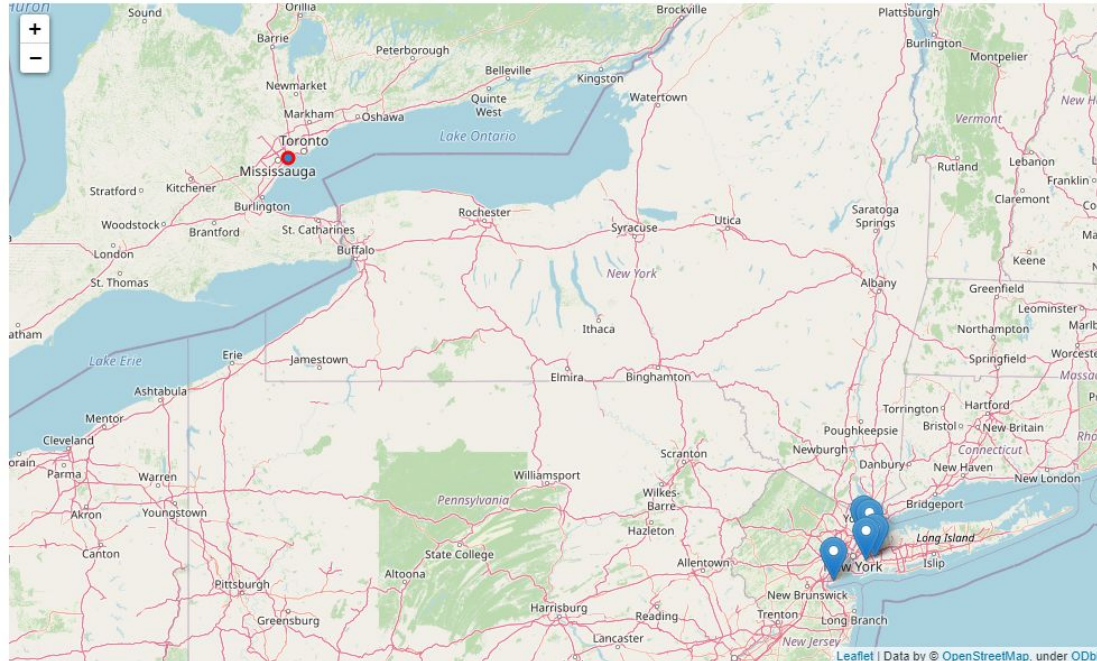 Huron
Sound
Orillia
Brockville
Plattsburgh
+
−
Barrie
Peterborough
Burlington
Montpelier
Newmarket
Belleville
Kingston
Quinte
West
Watertown
Markham
Oshawa
Vermont
Toronto
Lake Ontario
Mississauga
Rutland
Lebanon
Stratford
Kitchener
Franklin
Claremont
Burlington
Rochester
Saratoga
Springs
Woodstock
Brantford
St. Catharines
Syracuse
Utica
London
Buffalo
Keene
St. Thomas
New York
Albany
Greenfield
Leominster
Ithaca
Northampton
Lake Erie
Erie
Jamestown
Springfield
Elmira
Binghamton
Ashtabula
Torrington
Hartford
Mentor
Poughkeepsie
Bristol
New Britain
Cleveland
Newburgh
Connecticut
Parma
Scranton
Danbury
New Haven
New London
Warren
Williamsport
Wilkes-
Barre
Bridgeport
Akron
Youngstown
Pennsylvania
Hazleton
Long Island
Canton
State College
Allentown
Islip
Altoona
New Brunswick
Pittsburgh
Harrisburg
Reading
Trenton
Long Branch
Greensburg
Lancaster
New Jersey
Leaflet | Data by © OpenStreetMap, under ODb